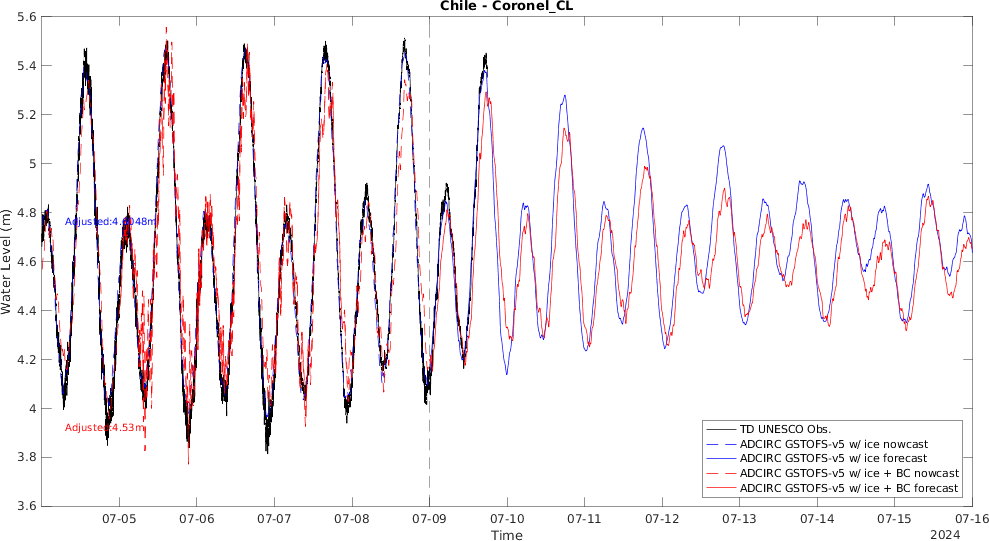 Chile - Coronel_CL
5.6
5.4
5.2
5
4.8
4.6
4.4
4.2
4
3.8
3.6
Water Level (m)
Adjusted:4.53m
07-05
07-06
07-07
07-08
07-09
07-10
07-11
07-12
07-13
07-14
07-15
07-16
Time
2024
TD UNESCO Obs.
ADCIRC GSTOFS-v5 w/ ice nowcast
ADCIRC GSTOFS-v5 w/ ice forecast
ADCIRC GSTOFS-v5 w/ ice + BC nowcast
ADCIRC GSTOFS-v5 w/ ice + BC forecast